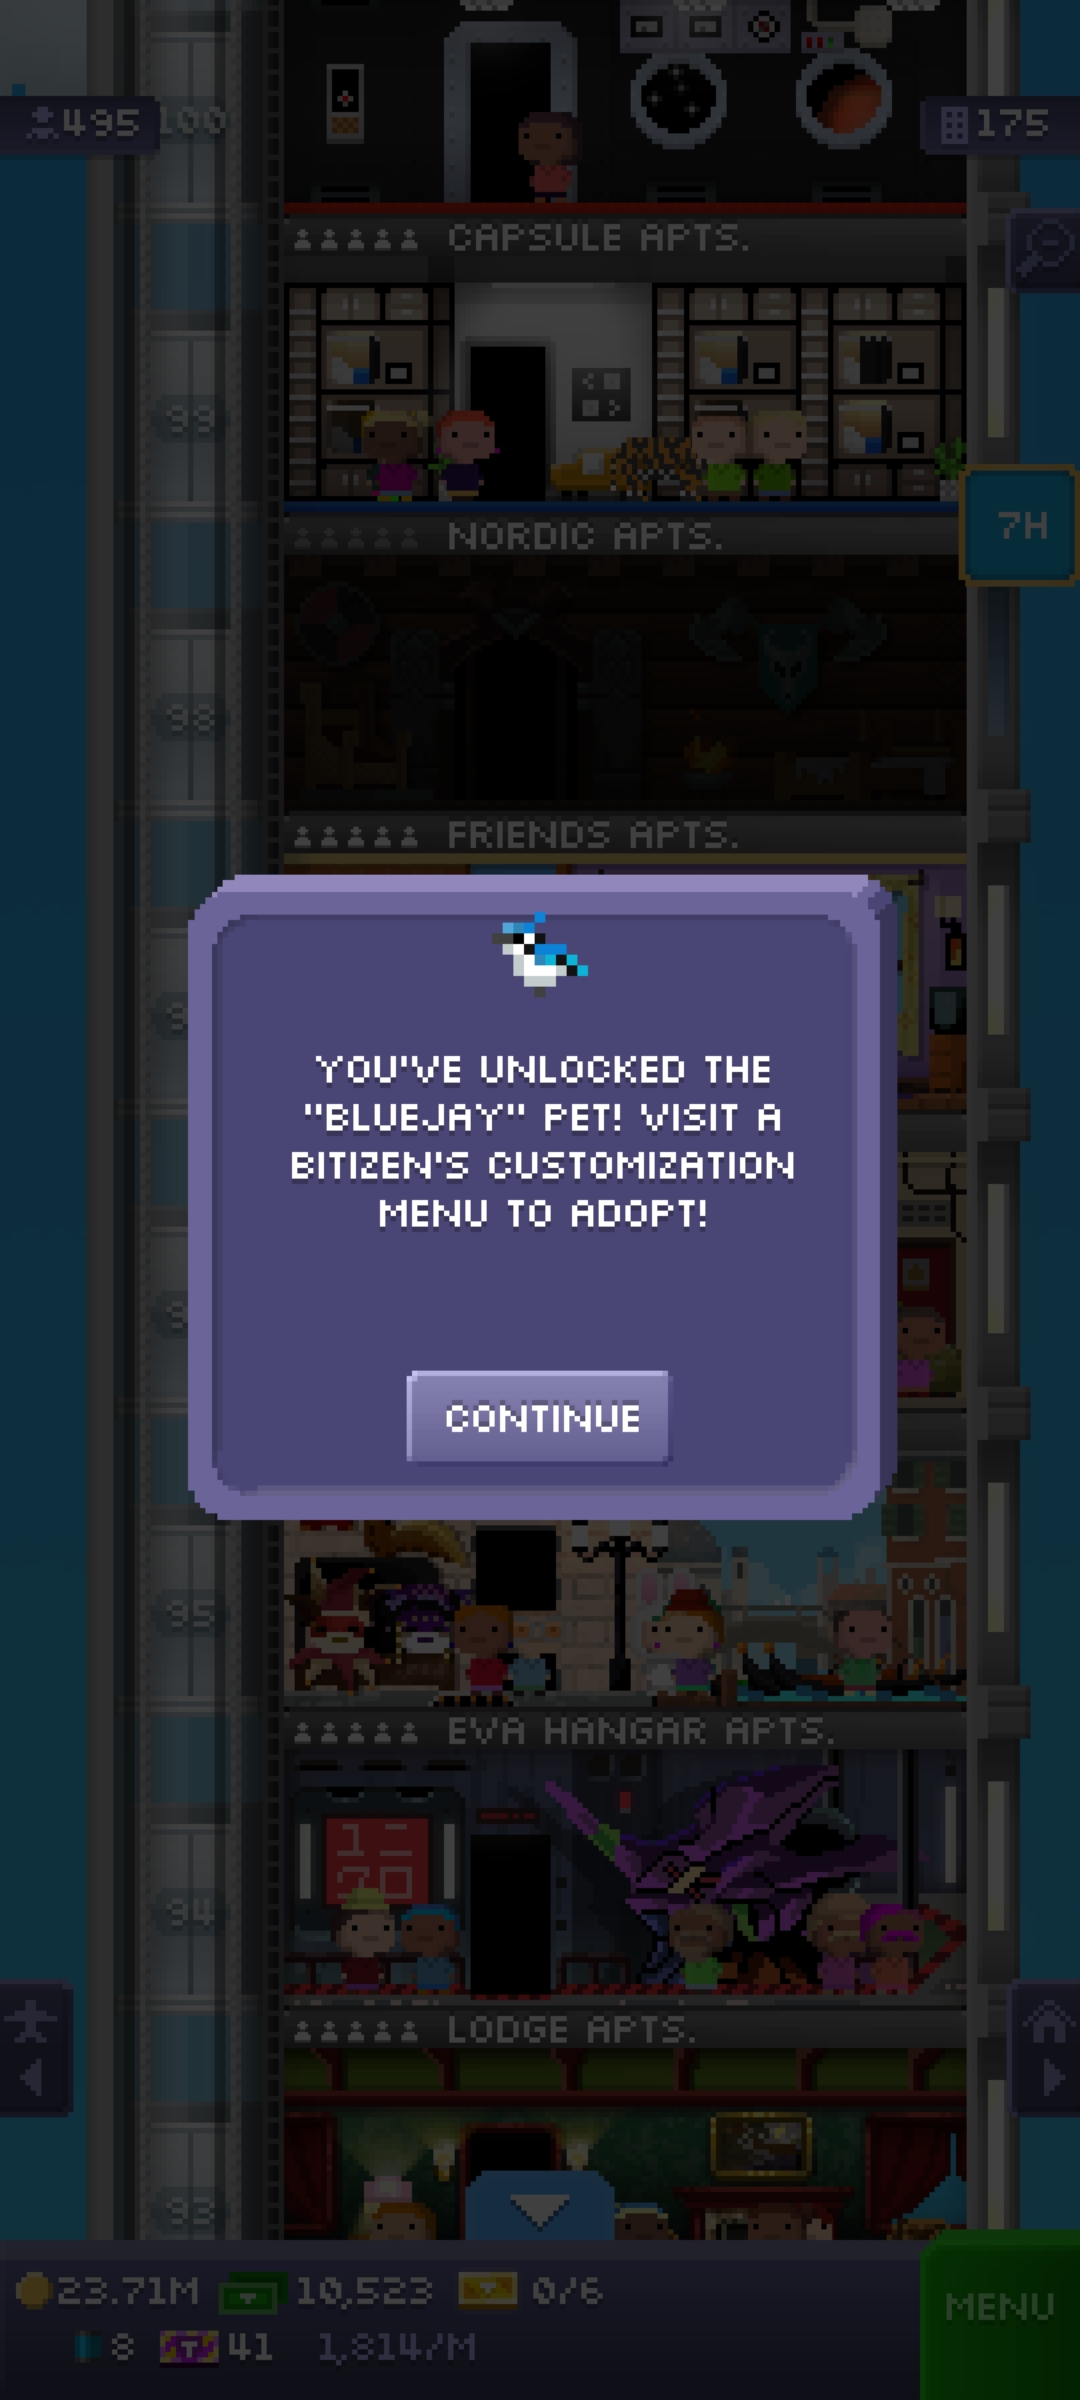 495
100
175
CAPSULE APTS.
99
7H
NORDIC APTS.
98
FRIENDS APTS.
YOU'VE UNLOCKED THE
"BLUEJAY" PET! VISIT A
BITIZEN'S CUSTOMIZATION
MENU TO ADOPT!
CONTINUE
95
EVA HANGAR APTS.
94
LODGE APTS.
93
23.71M 10,523 0/6
MENU
8 41 1,814/M